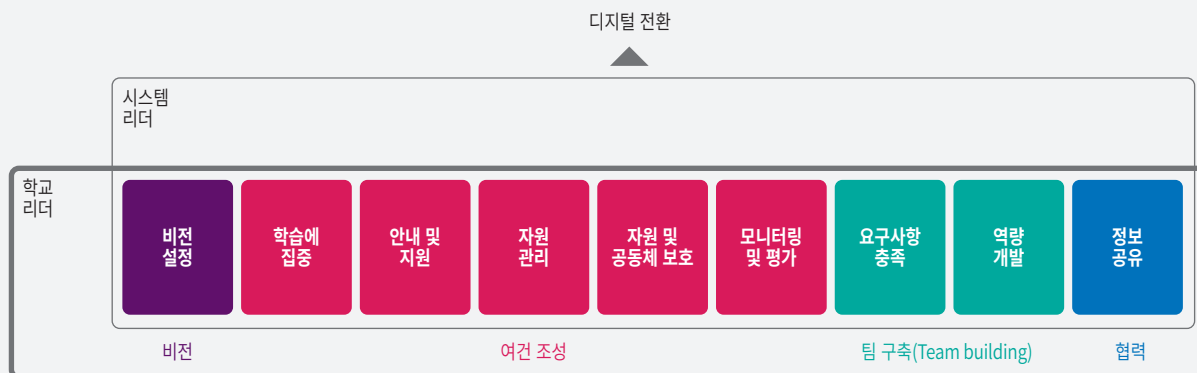 디지털 전환
시스템
리더
학교
리더
비전
설정
학습에
집중
안내 및
지원
자원
관리
자원 및
공동체 보호
모니터링
및 평가
요구사항
충족
역량
개발
정보
공유
비전
여건 조성
팀 구축(Team building)
협력